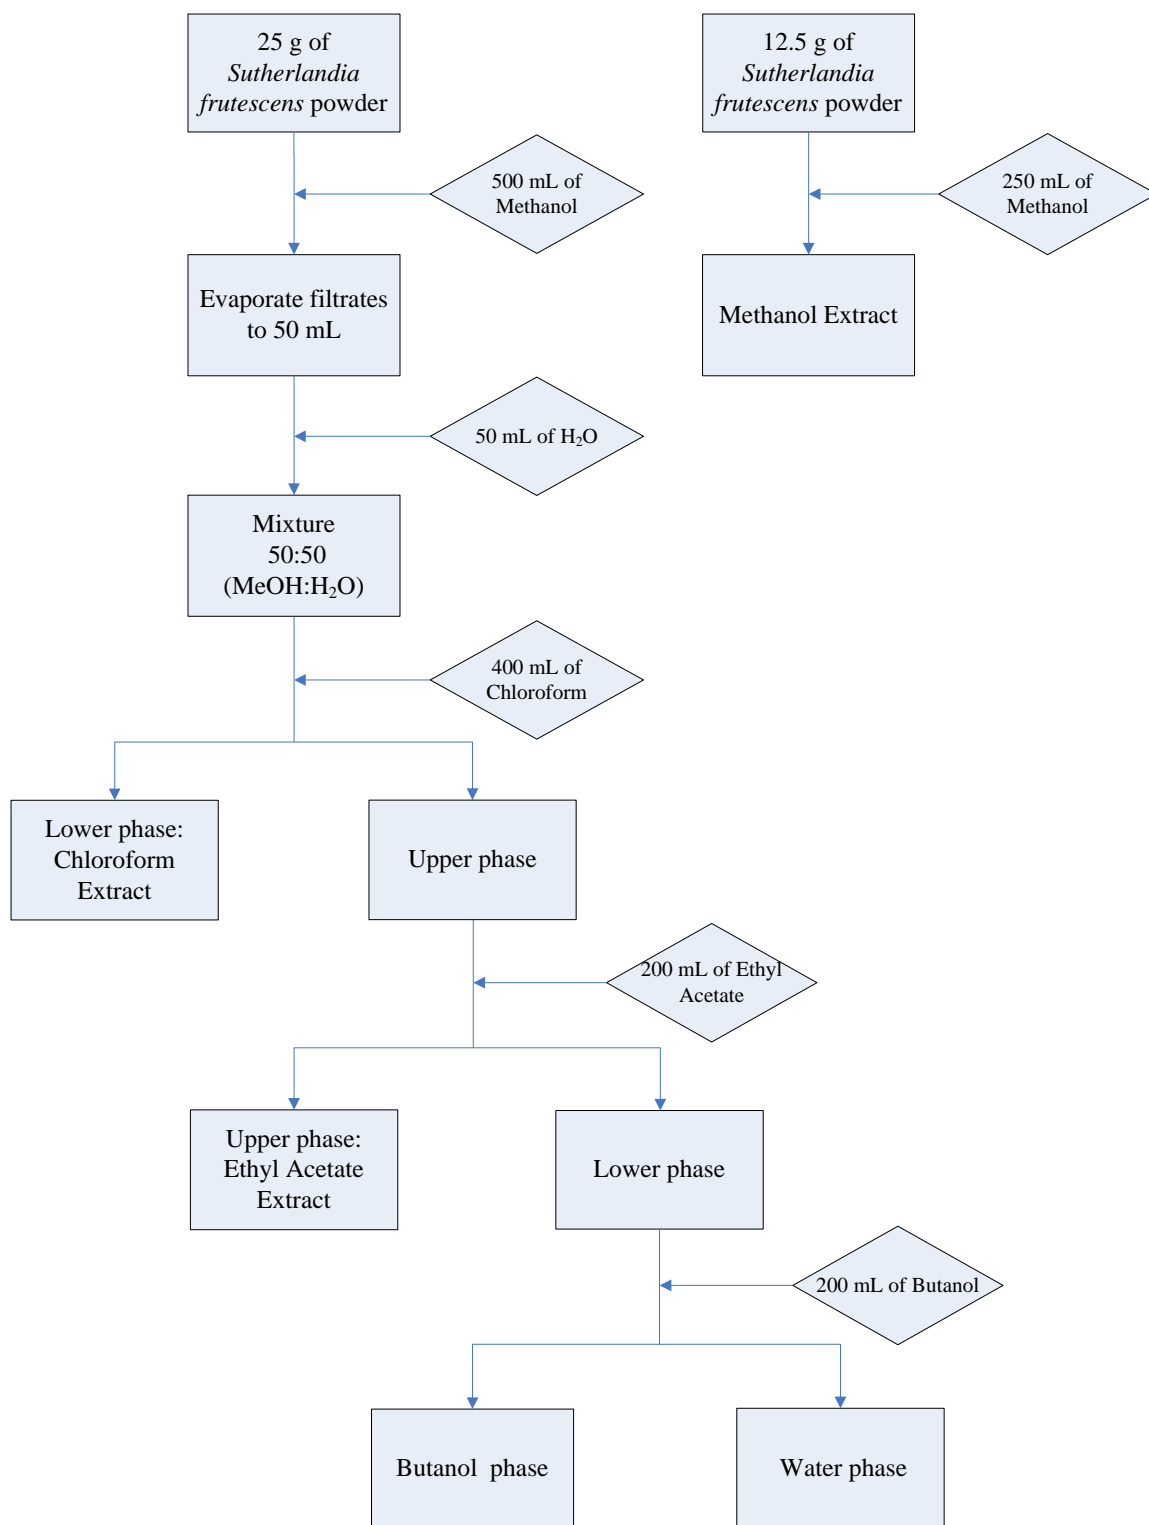 25 g of
Sutherlandia
frutescens powder
12.5 g of
Sutherlandia
frutescens powder
500 mL of
Methanol
250 mL of
Methanol
Evaporate filtrates
to 50 mL
Methanol Extract
50 mL of H₂O
Mixture
50:50
(MeOH:H₂O)
400 mL of
Chloroform
Lower phase:
Chloroform
Extract
Upper phase
200 mL of Ethyl
Acetate
Upper phase:
Ethyl Acetate
Extract
Lower phase
200 mL of Butanol
Butanol phase
Water phase